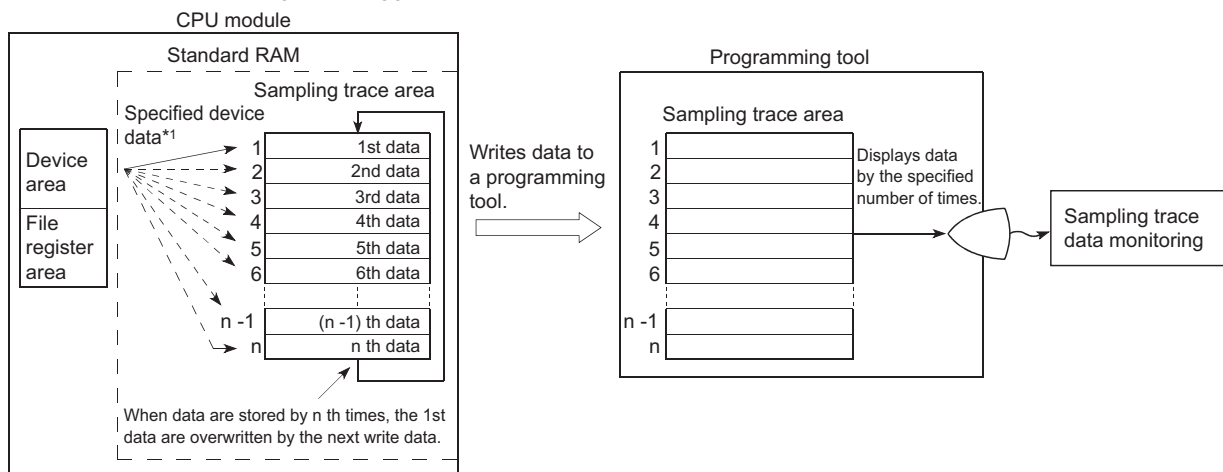 CPU module
Standard RAM
Sampling trace area
Specified device
data*1
Device
area
File
register
area
1
2
3
4
5
6
n -1
n
1st data
2nd data
3rd data
4th data
5th data
6th data
(n -1) th data
n th data
When data are stored by n th times, the 1st
data are overwritten by the next write data.
Writes data to
a programming
tool.
Programming tool
Sampling trace area
1
2
3
4
5
6
n -1
n
Displays data
by the specified
number of times.
Sampling trace
data monitoring